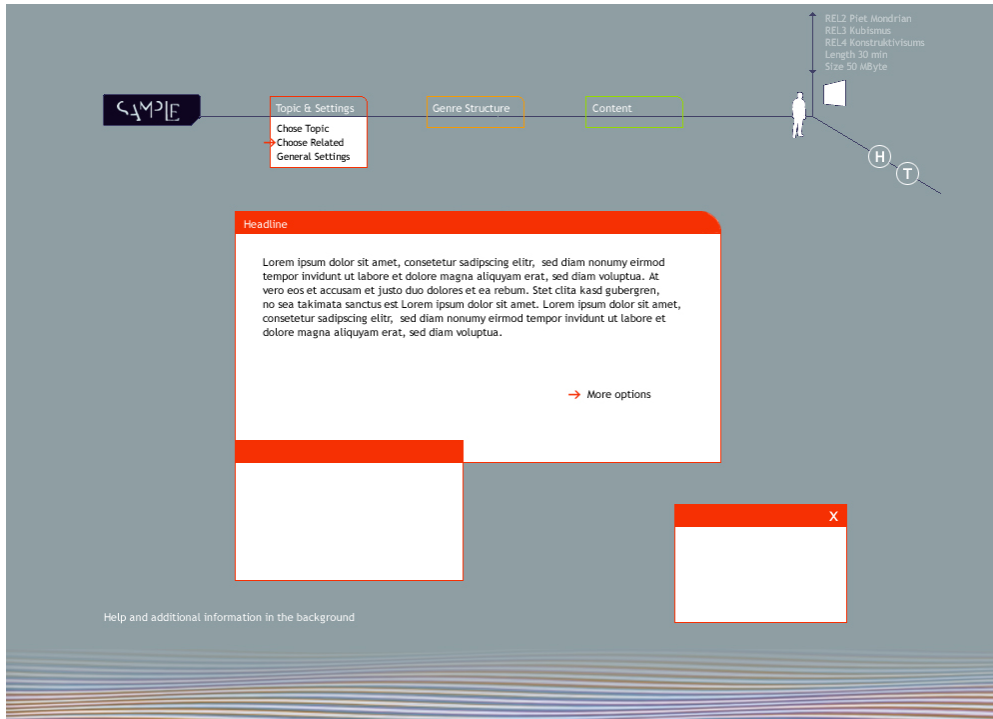 REL2 Piet Mondrian
REL3 Kubismus
REL4 Konstruktivisums
Length 30 min
Size 50 MByte
SAMPLE
Topic & Settings
Genre Structure
Content
Chose Topic
Choose Related
General Settings
H
T
Headline
Lorem ipsum dolor sit amet, consetetur sadipscing elitr, sed diam nonumy eirmod
tempor invidunt ut labore et dolore magna aliquyam erat, sed diam voluptua. At
vero eos et accusam et justo duo dolores et ea rebum. Stet clita kasd gubergren,
no sea takimata sanctus est Lorem ipsum dolor sit amet. Lorem ipsum dolor sit amet,
consetetur sadipscing elitr, sed diam nonumy eirmod tempor invidunt ut labore et
dolore magna aliquyam erat, sed diam voluptua.
More options
X
Help and additional information in the background